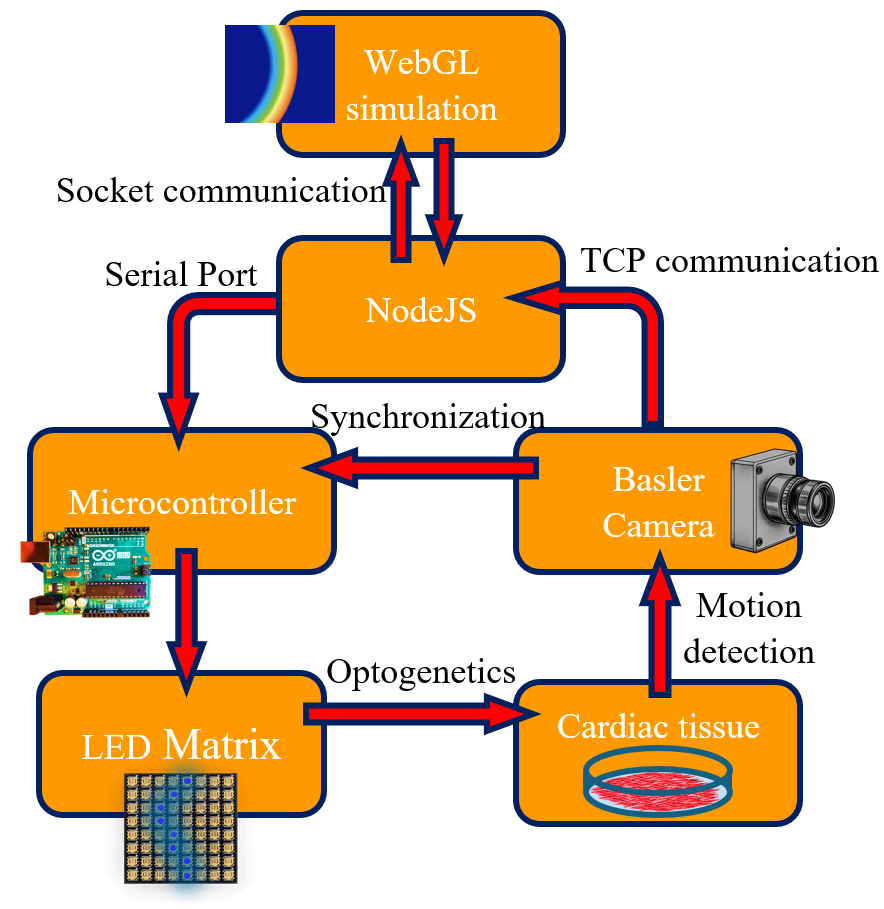 WebGL
simulation
Socket communication
Serial Port
TCP communication
NodeJS
Synchronization
Microcontroller
Basler
Camera
ARDUINO
Motion
detection
Optogenetics
LED Matrix
Cardiac tissue